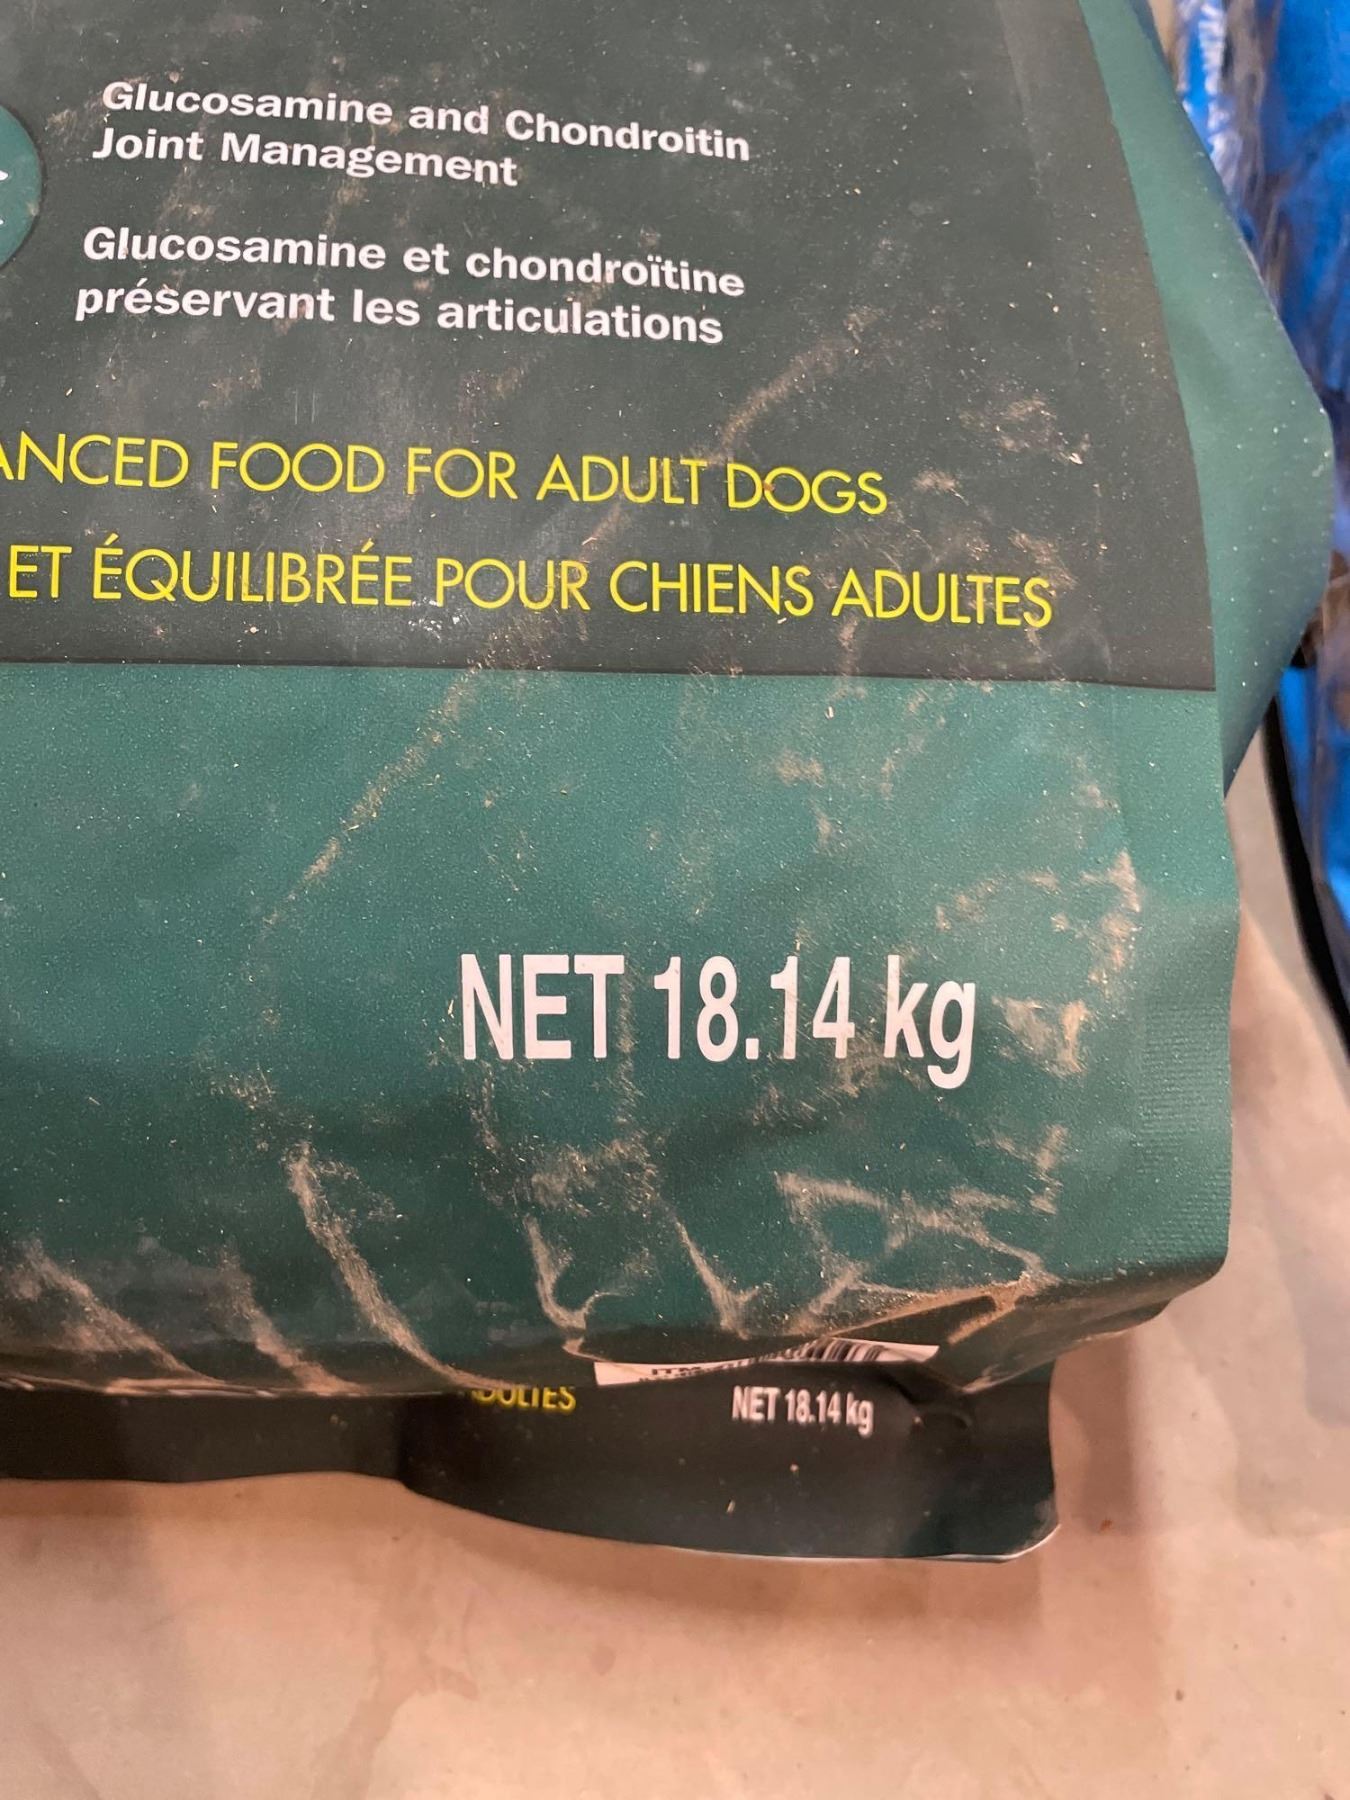 Glucosamine and Chondroitin
Joint Management
Glucosamine et chondroïtine
préservant les articulations
FOOD FOR ADULT DOGS
ET ÉQUILIBRÉE POUR CHIENS ADULTES
NET 18.14 kg
NET 18.14 kg